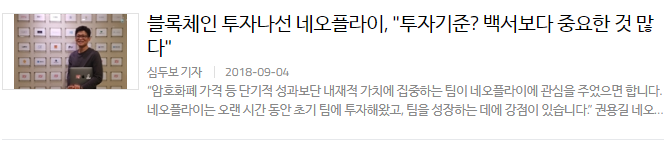 블록체인 투자나선 네오플라이, "투자기준? 백서보다 중요한 것 많
다"
심두보 기자 | 2018-09-04
"암호화폐 가격 등 단기적 성과보단 내재적 가치에 집중하는 팀이 네오플라이에 관심을 주었으면 합니다.
네오플라이는 오랜 시간 동안 초기 팀에 투자해왔고, 팀을 성장하는 데에 강점이 있습니다." 권용길 네오...